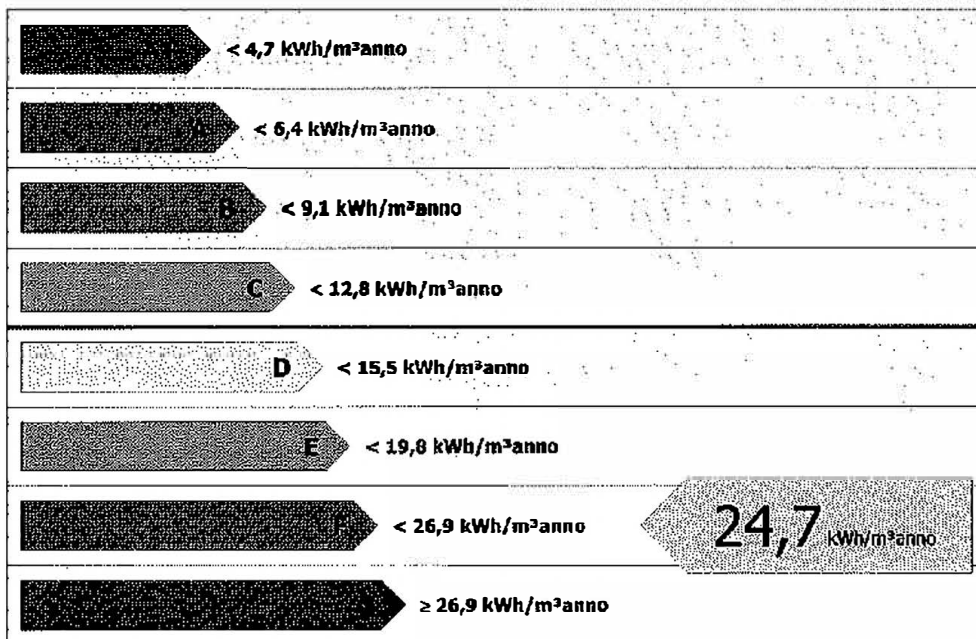 < 4,7 kWh/m³anno
A < 6,4 kWh/m³anno
B < 9,1 kWh/m³anno
C < 12,8 kWh/m³anno
D < 15,5 kWh/m³anno
E < 19,8 kWh/m³anno
F < 26,9 kWh/m³anno
24,7 kWh/m³anno
≥ 26,9 kWh/m³anno